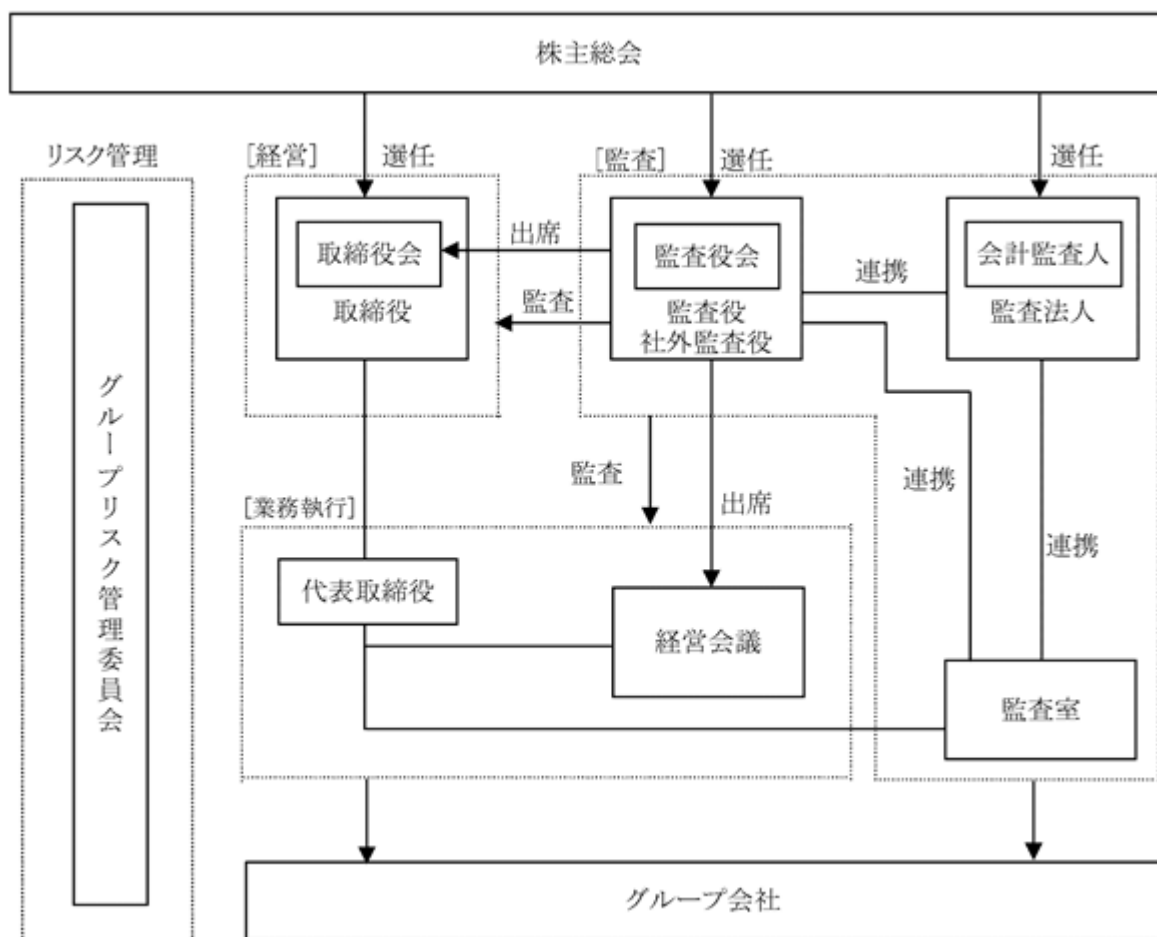 株主総会
リスク管理
[経営]
選任
[監査]
選任
選任
取締役会
取締役
出席
監査
監査役会
監査役
社外監査役
連携
会計監査人
監査法人
グループリスク管理委員会
監査
出席
連携
連携
[業務執行]
代表取締役
経営会議
監査室
グループ会社